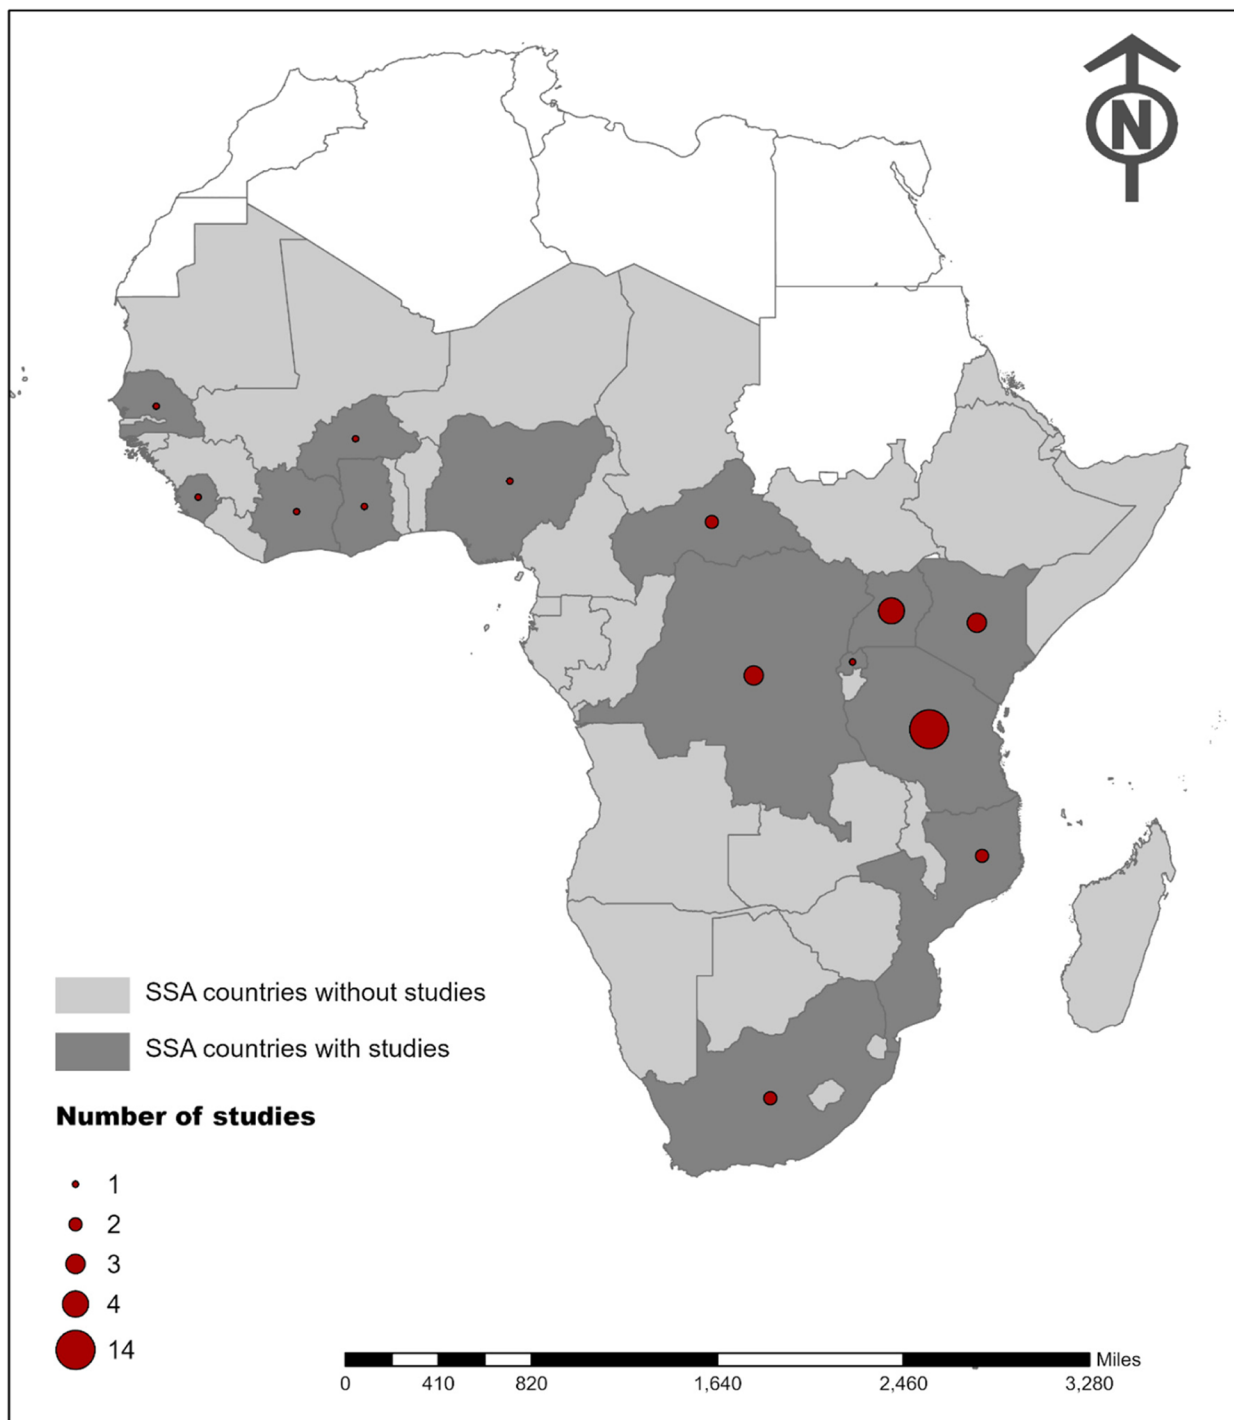 N
SSA countries without studies
SSA countries with studies
Number of studies
1
2
3
4
14
Miles
0 410 820 1,640 2,460 3,280